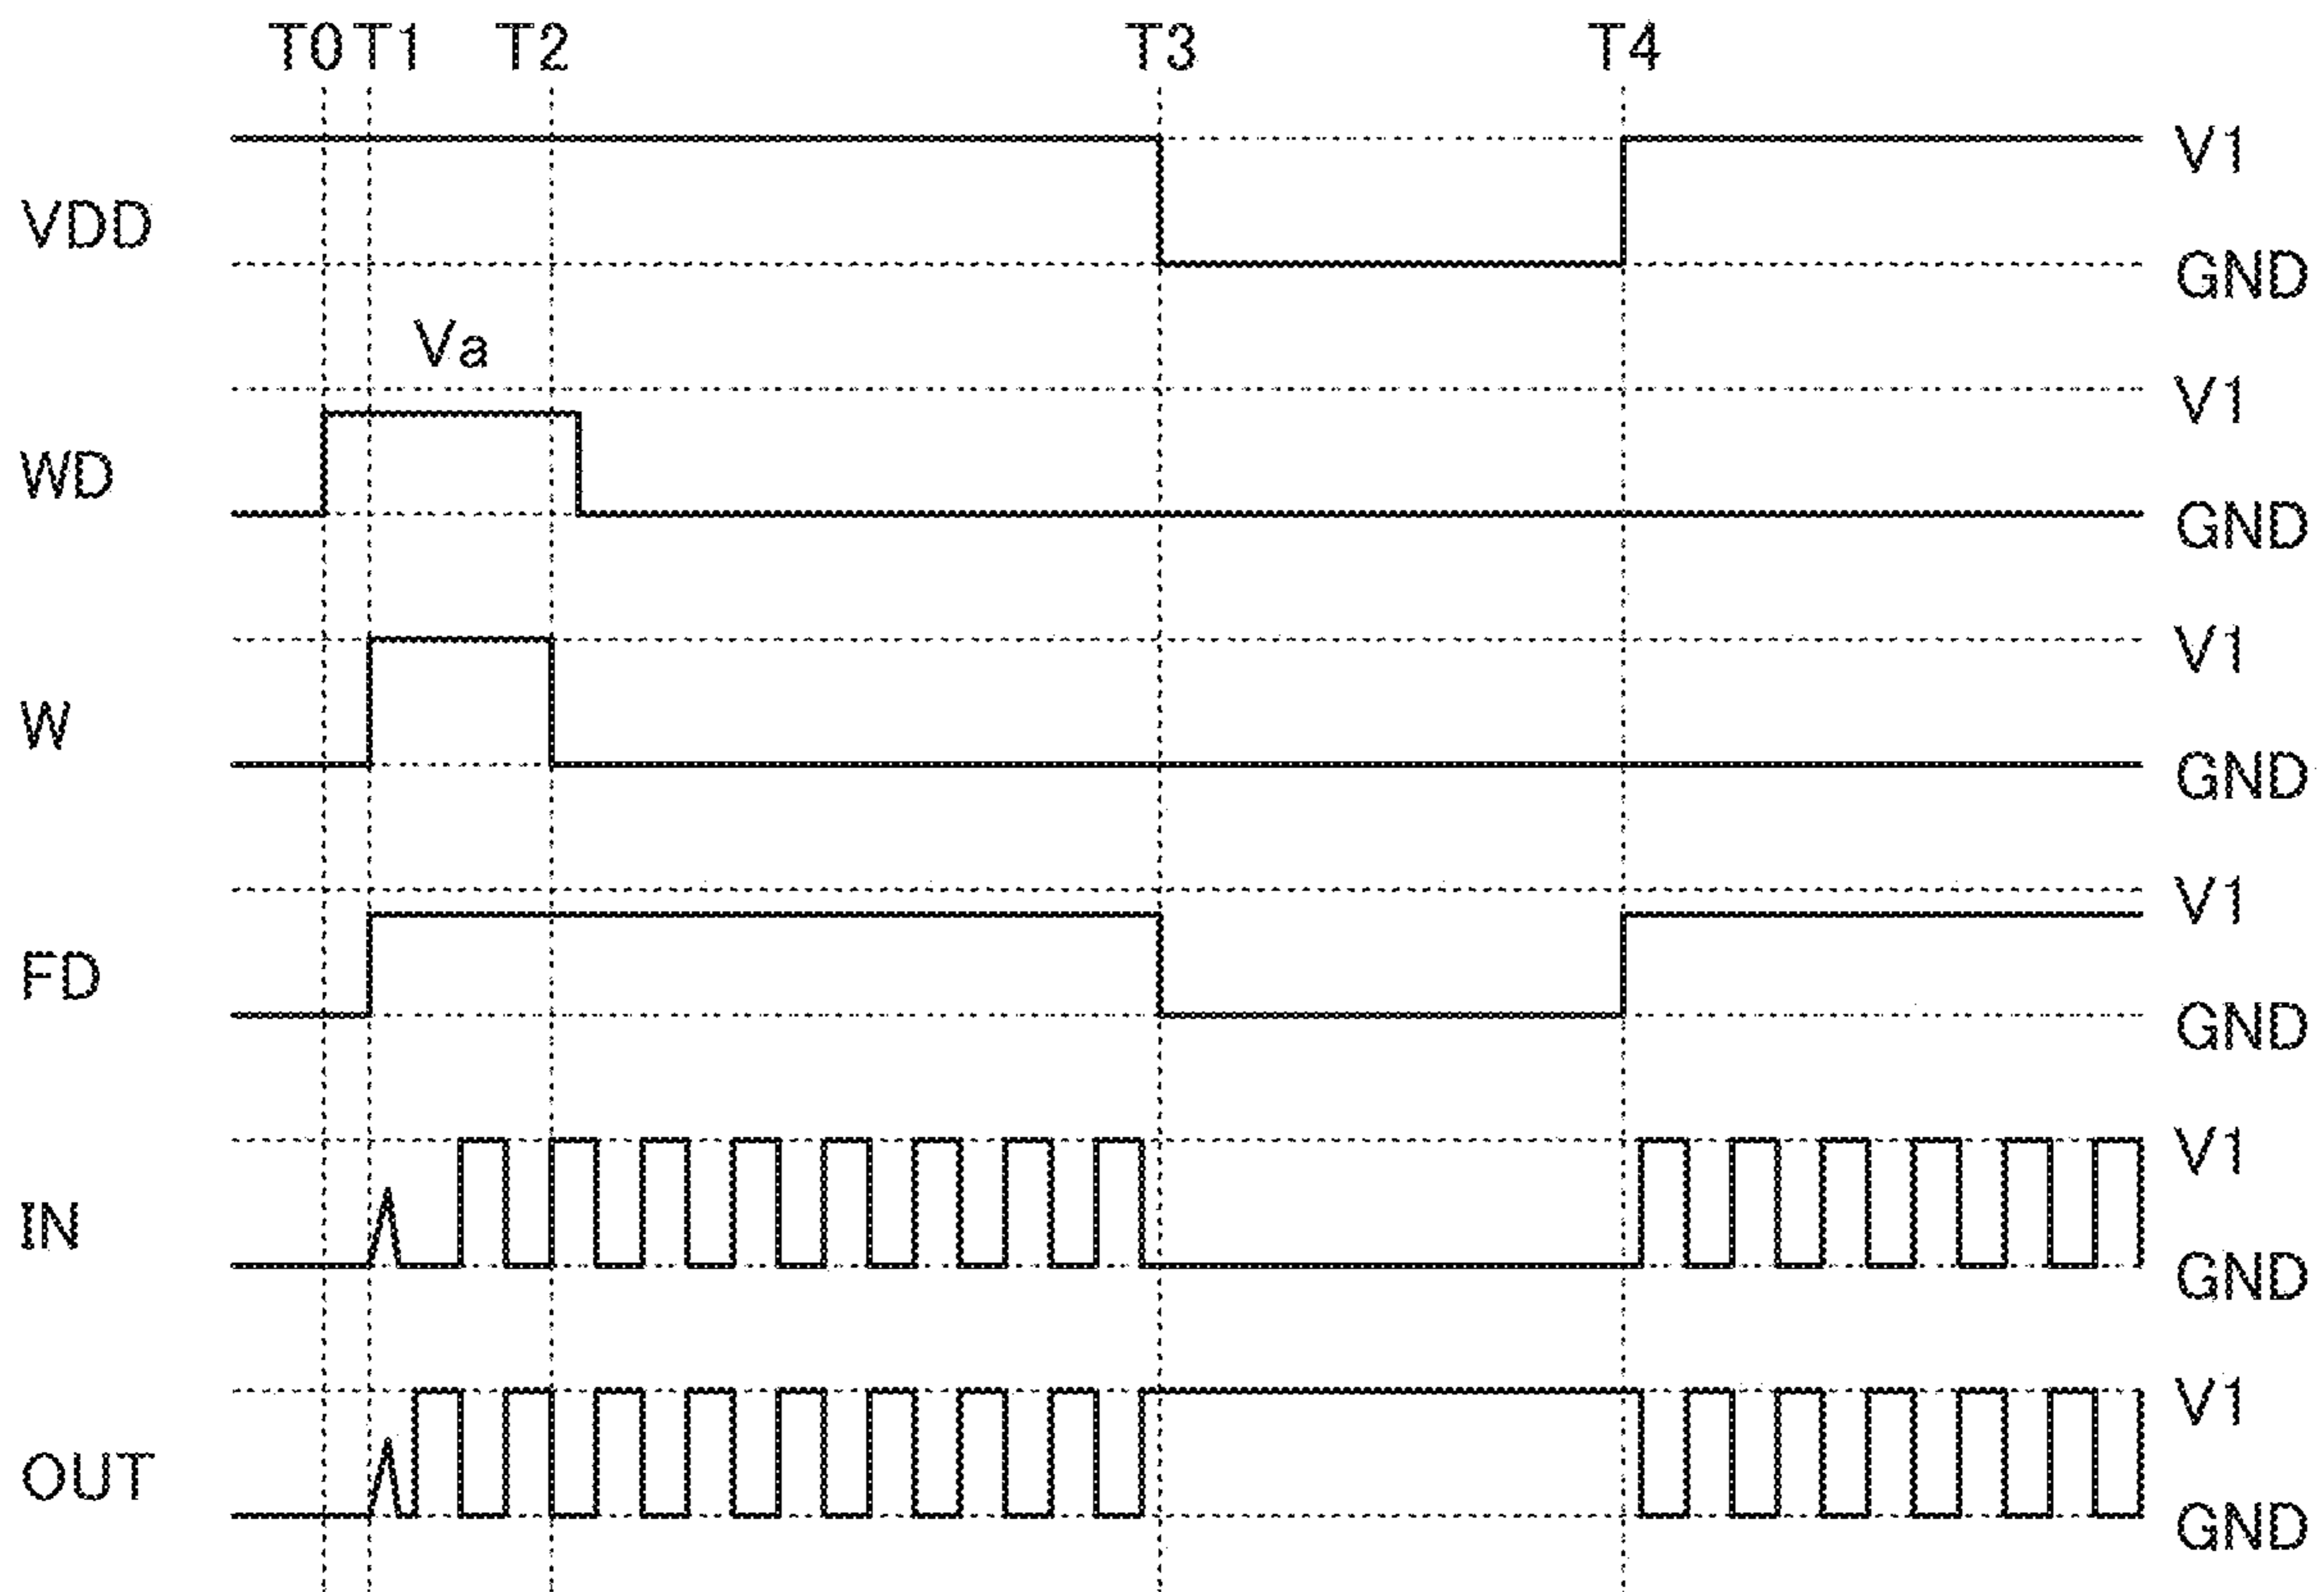 T0 T1 T2 T3 T4
V1
VDD
GND
Va
V1
WD
GND
V1
W
GND
V1
FD
GND
V1
IN
GND
V1
OUT
GND